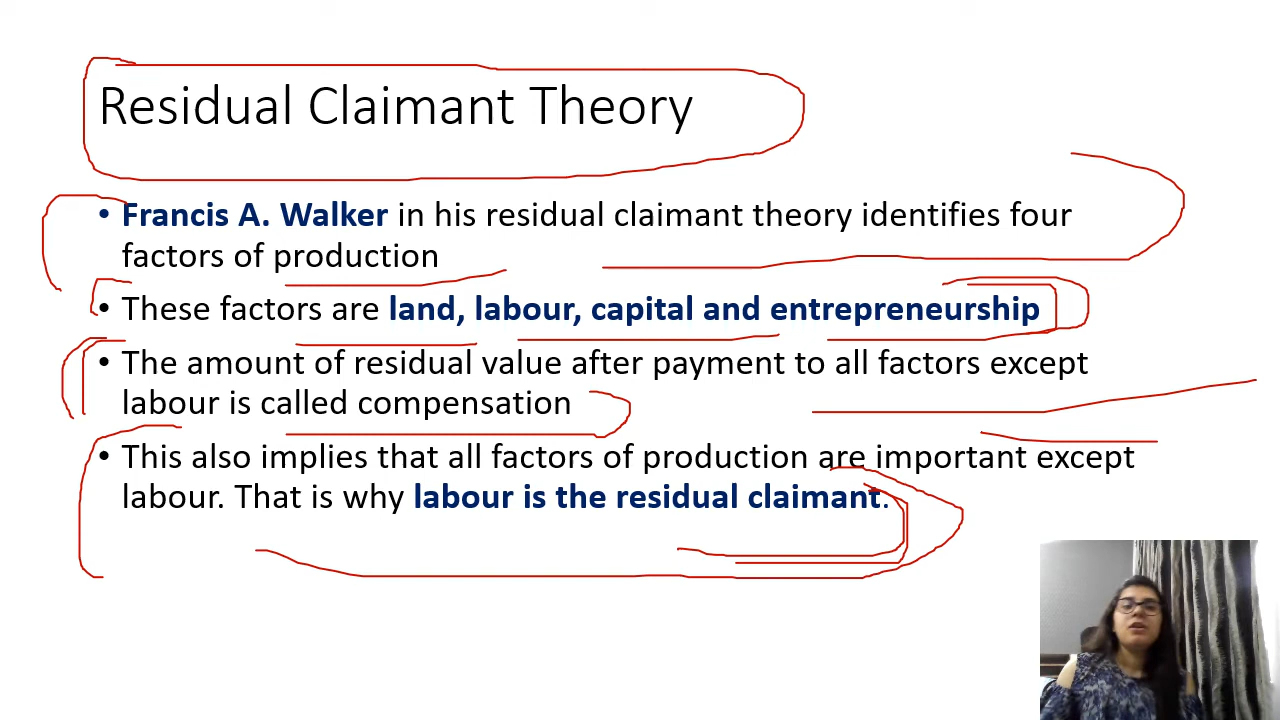 Residual Claimant Theory
• Francis A. Walker in his residual claimant theory identifies four
factors of production
• These factors are land, labour, capital and entrepreneurship
• The amount of residual value after payment to all factors except
labour is called compensation
• This also implies that all factors of production are important except
labour. That is why labour is the residual claimant.